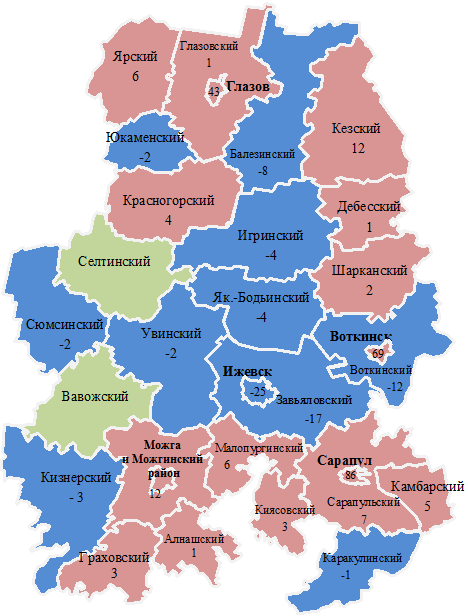 Глазовский
1
Ярский
6
43
Глазов
Кезский
12
Юкаменский
-2
Балезинский
-8
Красногорский
4
Дебесский
1
Игринский
-4
Селтинский
Шарканский
2
Як.-Бодьинский
-4
Сюмсинский
-2
Увинский
-2
Воткинск
69
Воткинский
-12
Ижевск
-25
Завьяловский
-17
Вавожский
Можга
и Можгинский
район
12
Малопургинский
6
Сарапул
86
Кизнерский
- 3
Камбарский
5
Сарапульский
7
Киясовский
3
Алнашский
1
Граховский
3
Каракулинский
-1